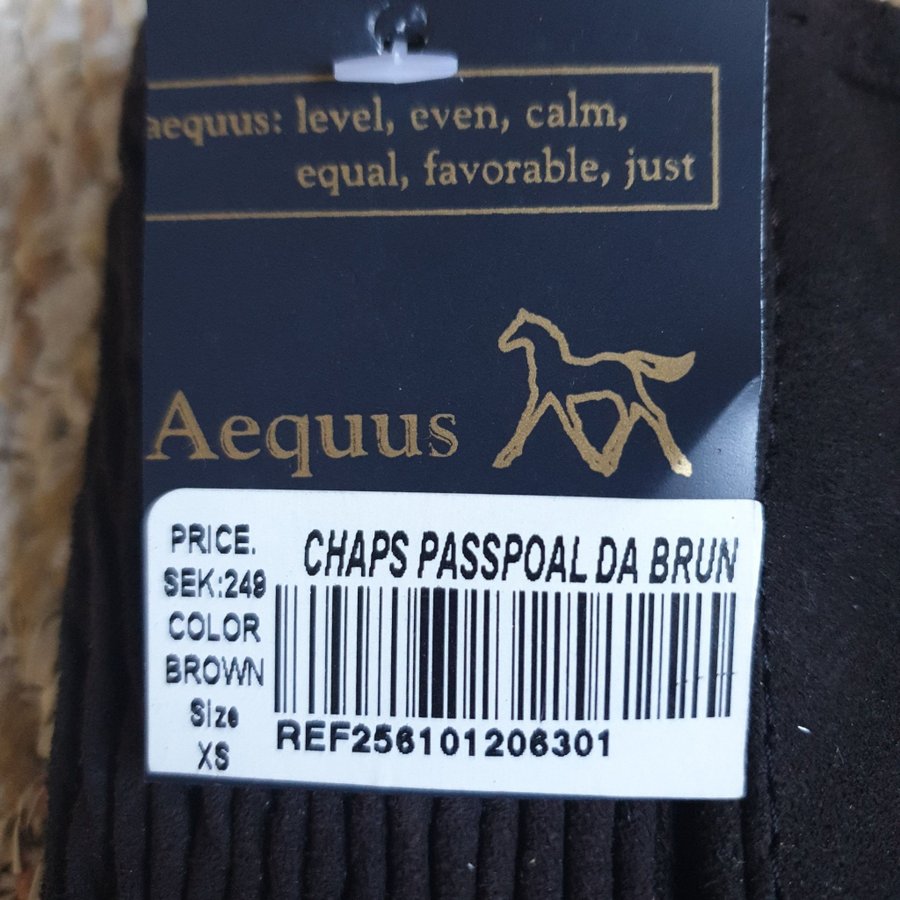 aequus: level, even, calm,
equal, favorable, just
Aequus
PRICE.
SEK:249
COLOR
BROWN
Size
XS
CHAPS PASSPOAL DA BRUN
REF256101206301